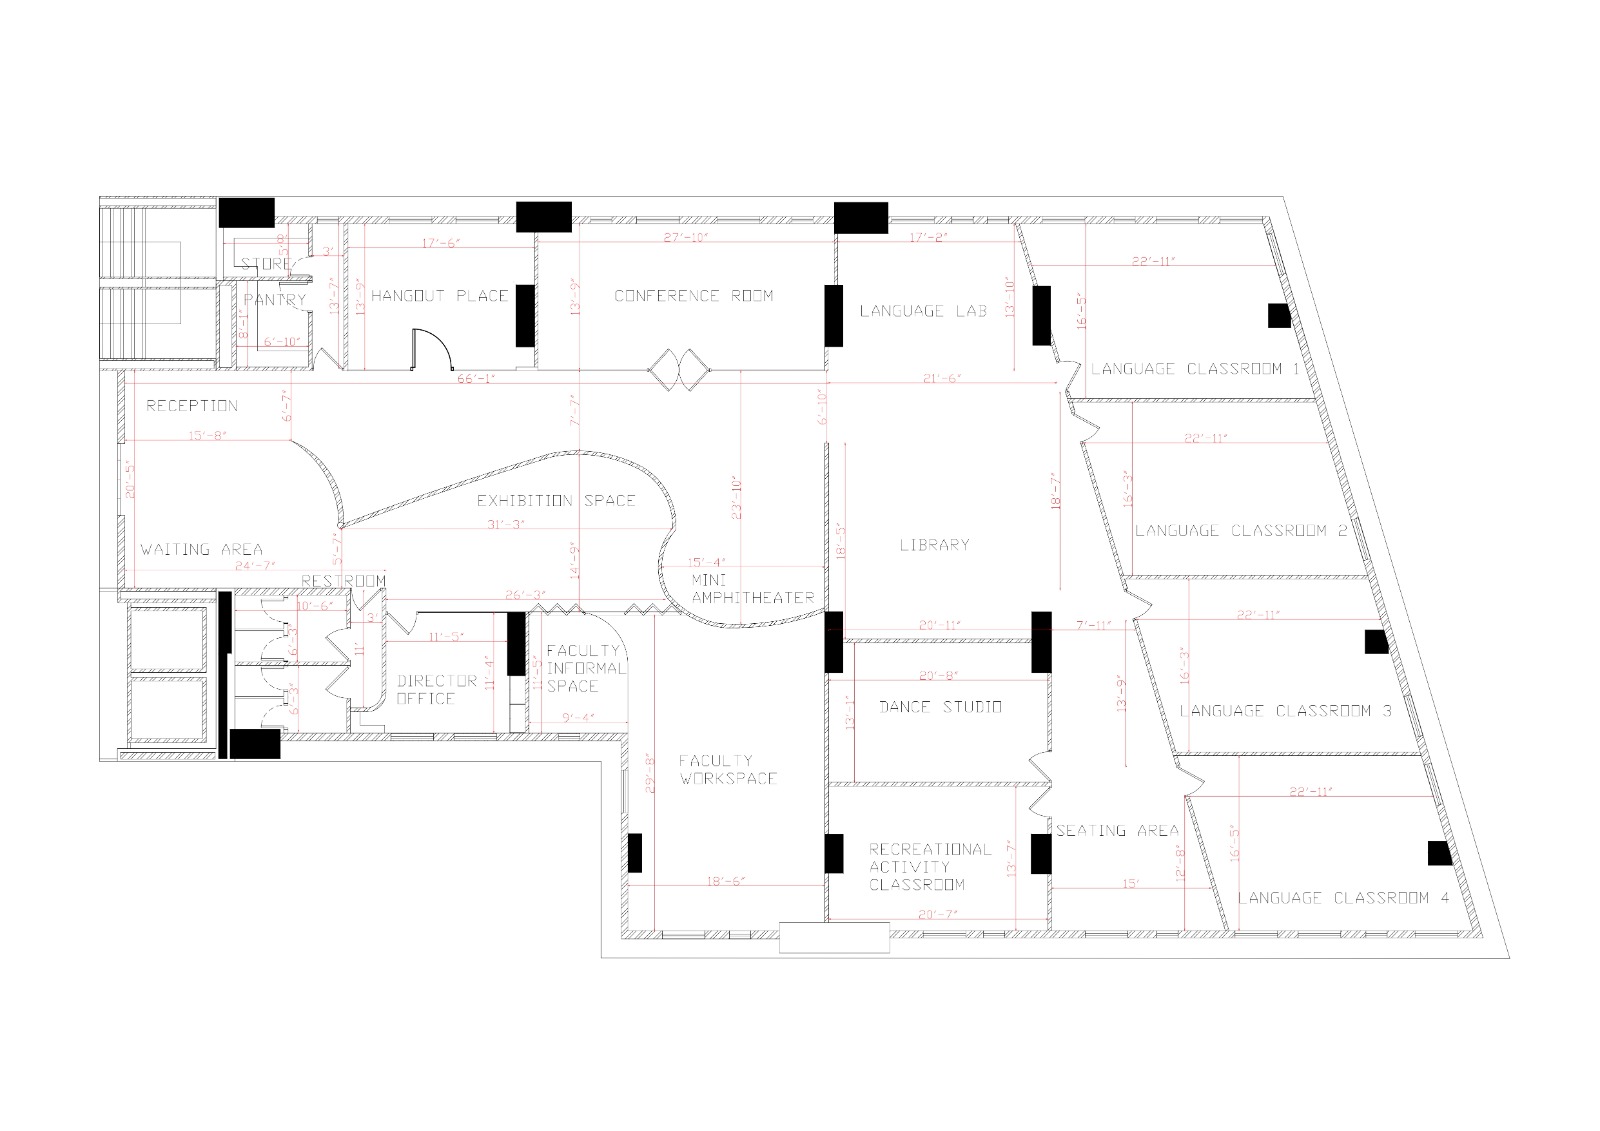 27'-10"
17'-6"
17'-2"
5'-8"
3'
STORE
22'-11"
PANTRY
13'-7"
13'-9"
HANGOUT PLACE
13'-9"
CONFERENCE ROOM
13'-10"
LANGUAGE LAB
16'-5"
8'-1"
6'-10"
LANGUAGE CLASSROOM 1
66'-1"
21'-6"
RECEPTION
6'-7"
7'-7"
6'-10"
15'-8"
22'-11"
20'-5"
EXHIBITION SPACE
23'-10"
18'-7"
16'-3"
31'-3"
LANGUAGE CLASSROOM 2
WAITING AREA
5'-7"
14'-9"
18'-5"
LIBRARY
24'-7"
15'-4"
RESTROOM
MINI
AMPHITHEATER
26'-3"
10'-6"
3'
22'-11"
20'-11"
7'-11"
6'-3"
11'
11'-5"
FACULTY
INFORMAL
SPACE
11'-4"
11'-5"
16'-3"
DIRECTOR
OFFICE
20'-8"
6'-3"
13'-9"
DANCE STUDIO
13'-1"
LANGUAGE CLASSROOM 3
9'-4"
FACULTY
WORKSPACE
29'-8"
22'-11"
SEATING AREA
RECREATIONAL
ACTIVITY
CLASSROOM
13'-7"
12'-8"
16'-5"
18'-6"
15'
LANGUAGE CLASSROOM 4
20'-7"